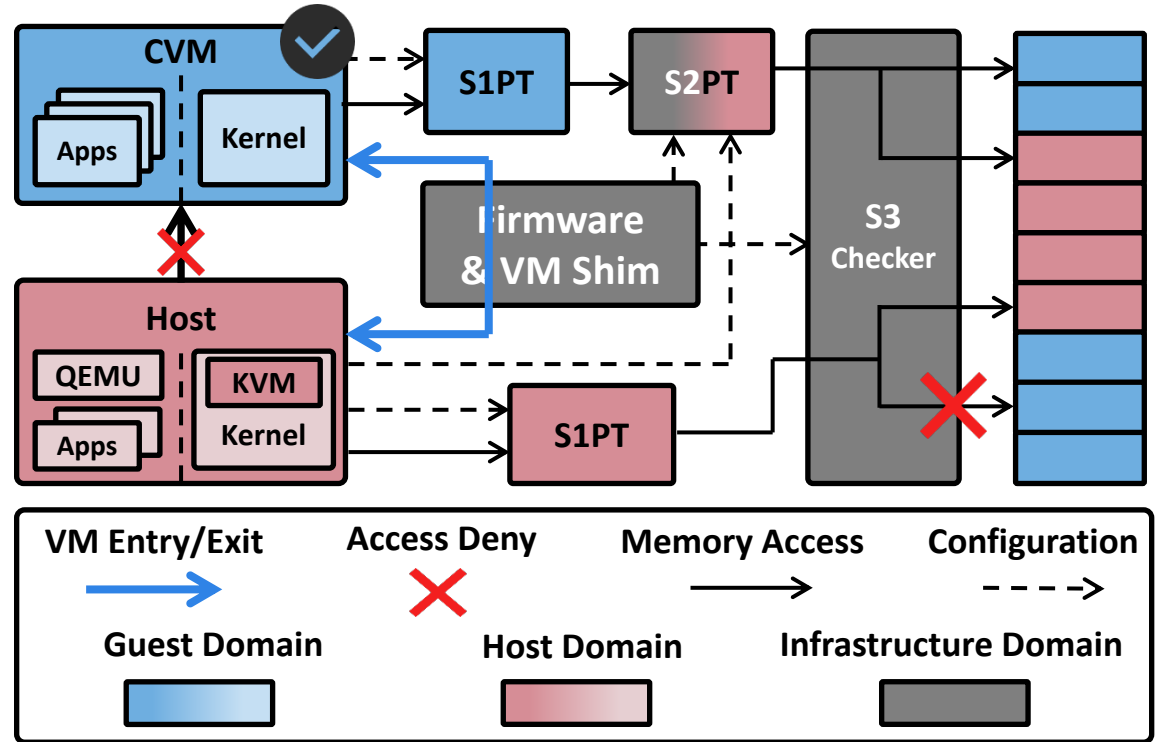 CVM
Apps
Kernel
S1PT
S2PT
Firmware
& VM Shim
S3
Checker
Host
QEMU
Apps
KVM
Kernel
S1PT
VM Entry/Exit
Access Deny
Memory Access
Configuration
Guest Domain
Host Domain
Infrastructure Domain